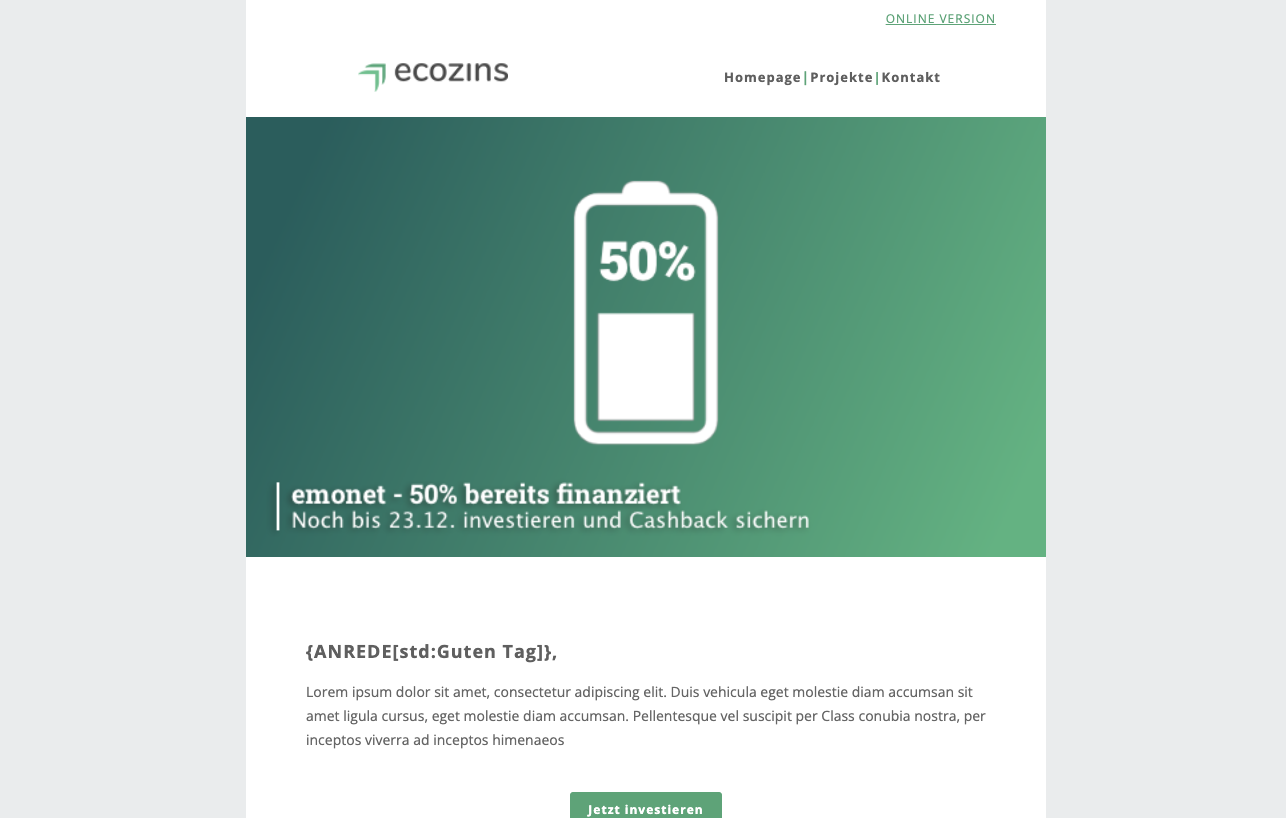 ONLINE VERSION
ecozins
Homepage|Projekte|Kontakt
50%
emonet - 50% bereits finanziert
Noch bis 23.12. investieren und Cashback sichern
{ANREDE[std:Guten Tag]},
Lorem ipsum dolor sit amet, consectetur adipiscing elit. Duis vehicula eget molestie diam accumsan sit
amet ligula cursus, eget molestie diam accumsan. Pellentesque vel suscipit per Class conubia nostra, per
inceptos viverra ad inceptos himenaeos
Jetzt investieren